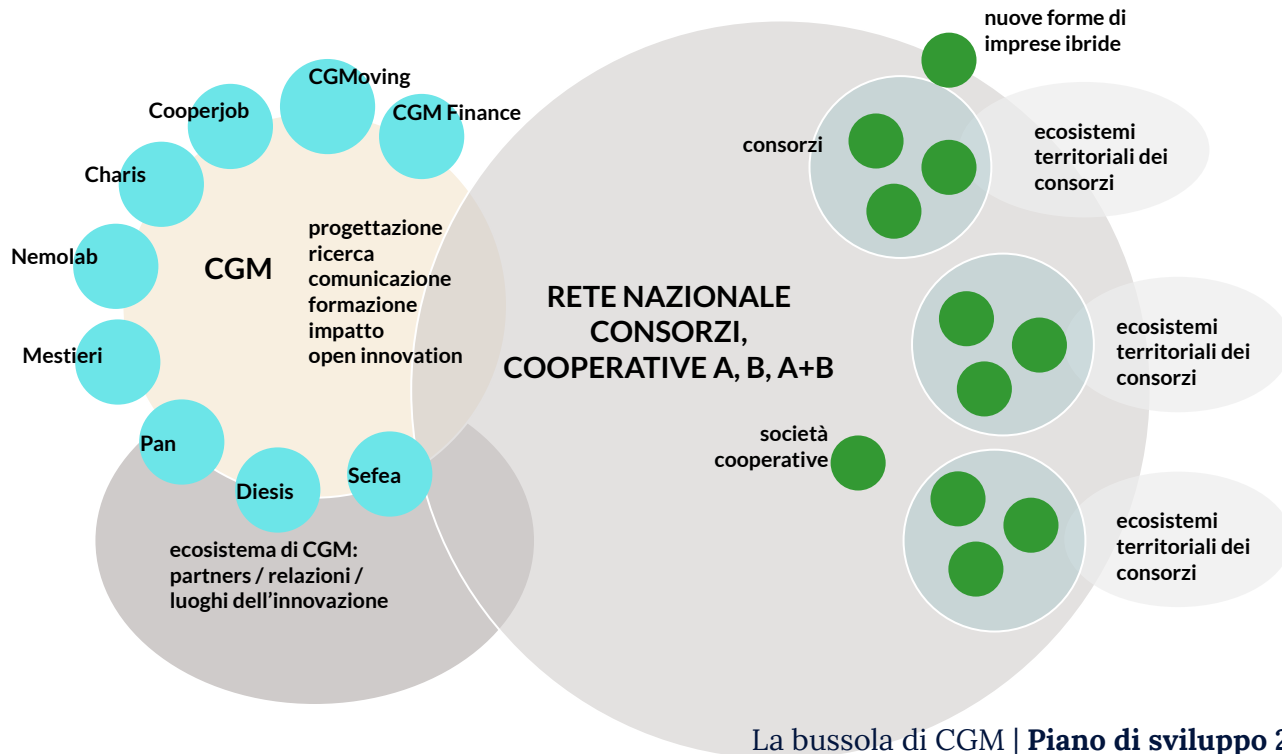 nuove forme di
imprese ibride
CGMoving
Cooperjob
CGM Finance
consorzi
ecosistemi
territoriali dei
consorzi
Charis
progettazione
ricerca
comunicazione
formazione
impatto
open innovation
Nemolab
CGM
RETE NAZIONALE
CONSORZI,
COOPERATIVE A, B, A+B
ecosistemi
territoriali dei
consorzi
Mestieri
Pan
società
cooperative
Diesis
Sefea
ecosistemi
territoriali dei
consorzi
ecosistema di CGM:
partners / relazioni /
luoghi dell'innovazione
La bussola di CGM | Piano di sviluppo 2